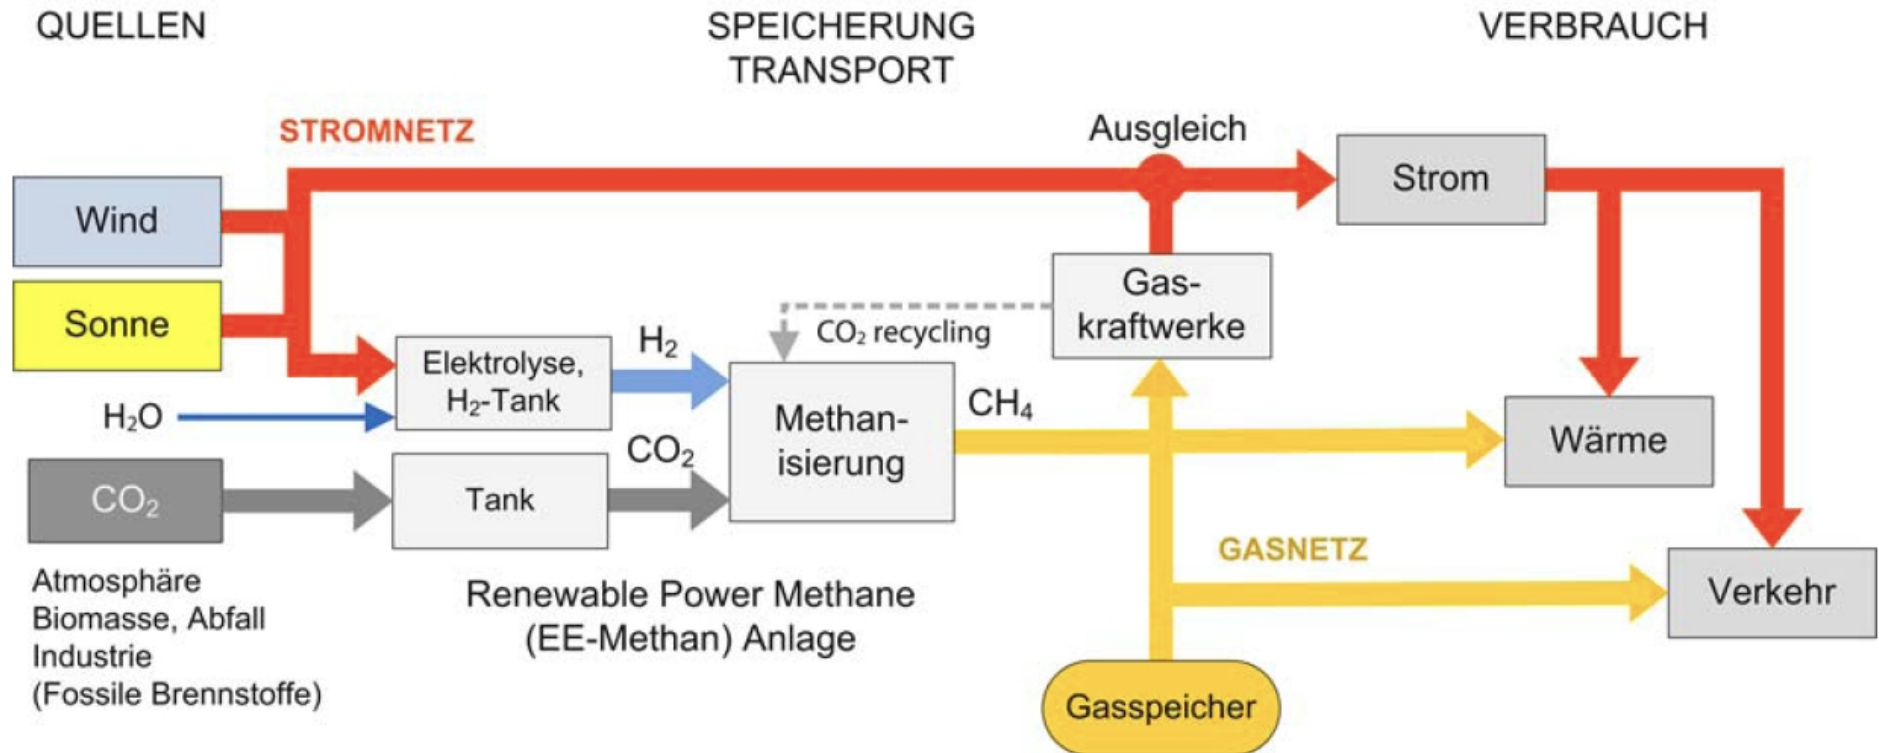 QUELLEN
SPEICHERUNG
TRANSPORT
VERBRAUCH
STROMNETZ
Ausgleich
Wind
Strom
Sonne
Gas-
kraftwerke
CO₂ recycling
Elektrolyse,
H₂-Tank
H₂
H₂O
Methan-
isierung
CH₄
Wärme
CO₂
Tank
CO₂
GASNETZ
Verkehr
Atmosphäre
Biomasse, Abfall
Industrie
(Fossile Brennstoffe)
Renewable Power Methane
(EE-Methan) Anlage
Gasspeicher